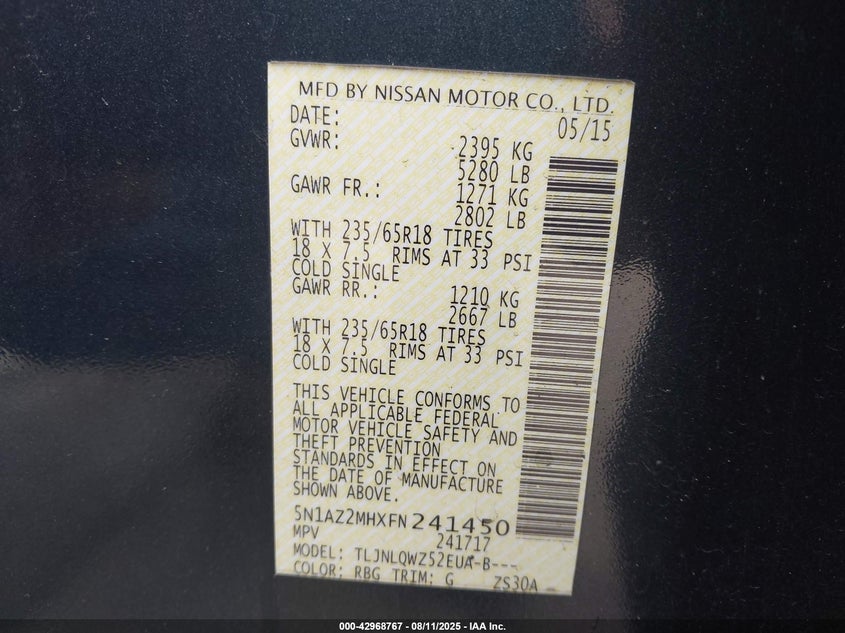 MFD BY NISSAN MOTOR CO., LTD.
DATE: 05/15
GVWR: 2395 KG
5280 LB
GAWR FR.: 1271 KG
2802 LB
WITH 235/65R18 TIRES
18 X 7.5 RIMS AT 33 PSI
COLD SINGLE
GAWR RR.: 1210 KG
2667 LB
WITH 235/65R18 TIRES
18 X 7.5 RIMS AT 33 PSI
COLD SINGLE
THIS VEHICLE CONFORMS TO
ALL APPLICABLE FEDERAL
MOTOR VEHICLE SAFETY AND
THEFT PREVENTION
STANDARDS IN EFFECT ON
THE DATE OF MANUFACTURE
SHOWN ABOVE.
5N1AZ2MHXFN241450
MPV 241717
MODEL: TLJNLQWZ52EUA-B---
COLOR: RBG TRIM: G ZS30A -
000-42968767 - 08/11/2025 - IAA Inc.